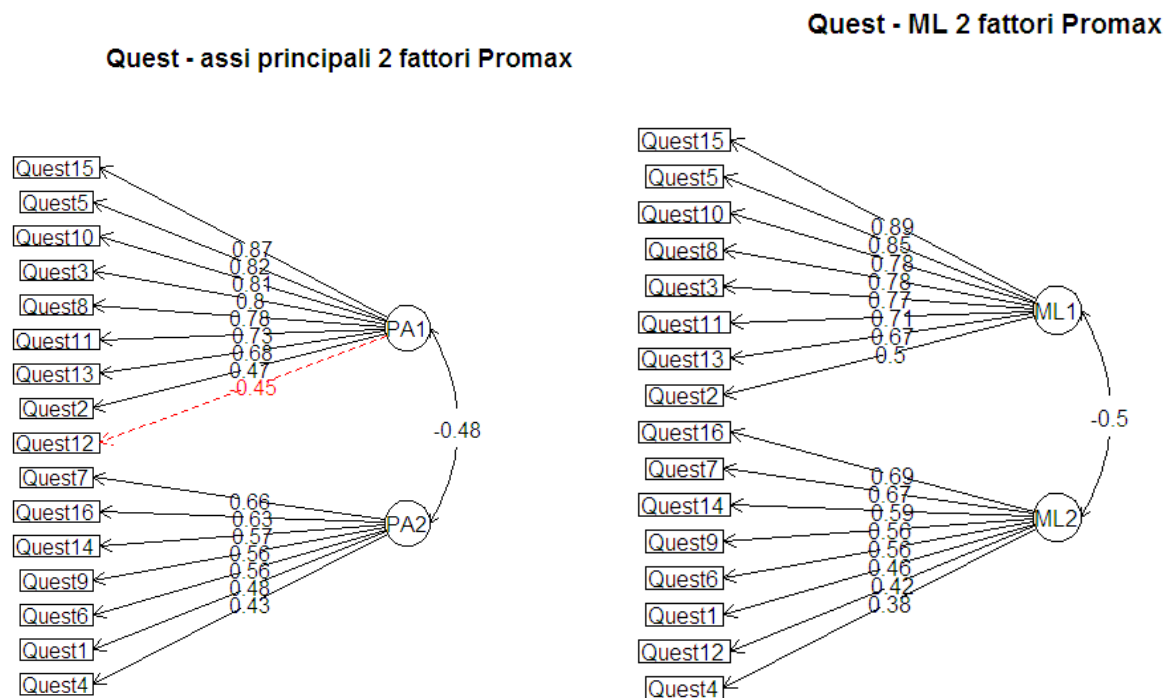 Quest - assi principali 2 fattori Promax
Quest15
Quest5
Quest10
Quest3
Quest8
Quest11
Quest13
Quest2
Quest12
Quest7
Quest16
Quest14
Quest9
Quest6
Quest1
Quest4
0.87
0.82
0.81
0.8
0.78
0.73
0.68
0.47
-0.45
0.66
0.63
0.57
0.56
0.56
0.48
0.43
PA1
PA2
-0.48
Quest - ML 2 fattori Promax
Quest15
Quest5
Quest10
Quest8
Quest3
Quest11
Quest13
Quest2
Quest16
Quest7
Quest14
Quest9
Quest6
Quest1
Quest12
Quest4
0.89
0.85
0.78
0.78
0.77
0.71
0.67
0.5
0.69
0.67
0.59
0.56
0.56
0.46
0.42
0.38
ML1
ML2
-0.5